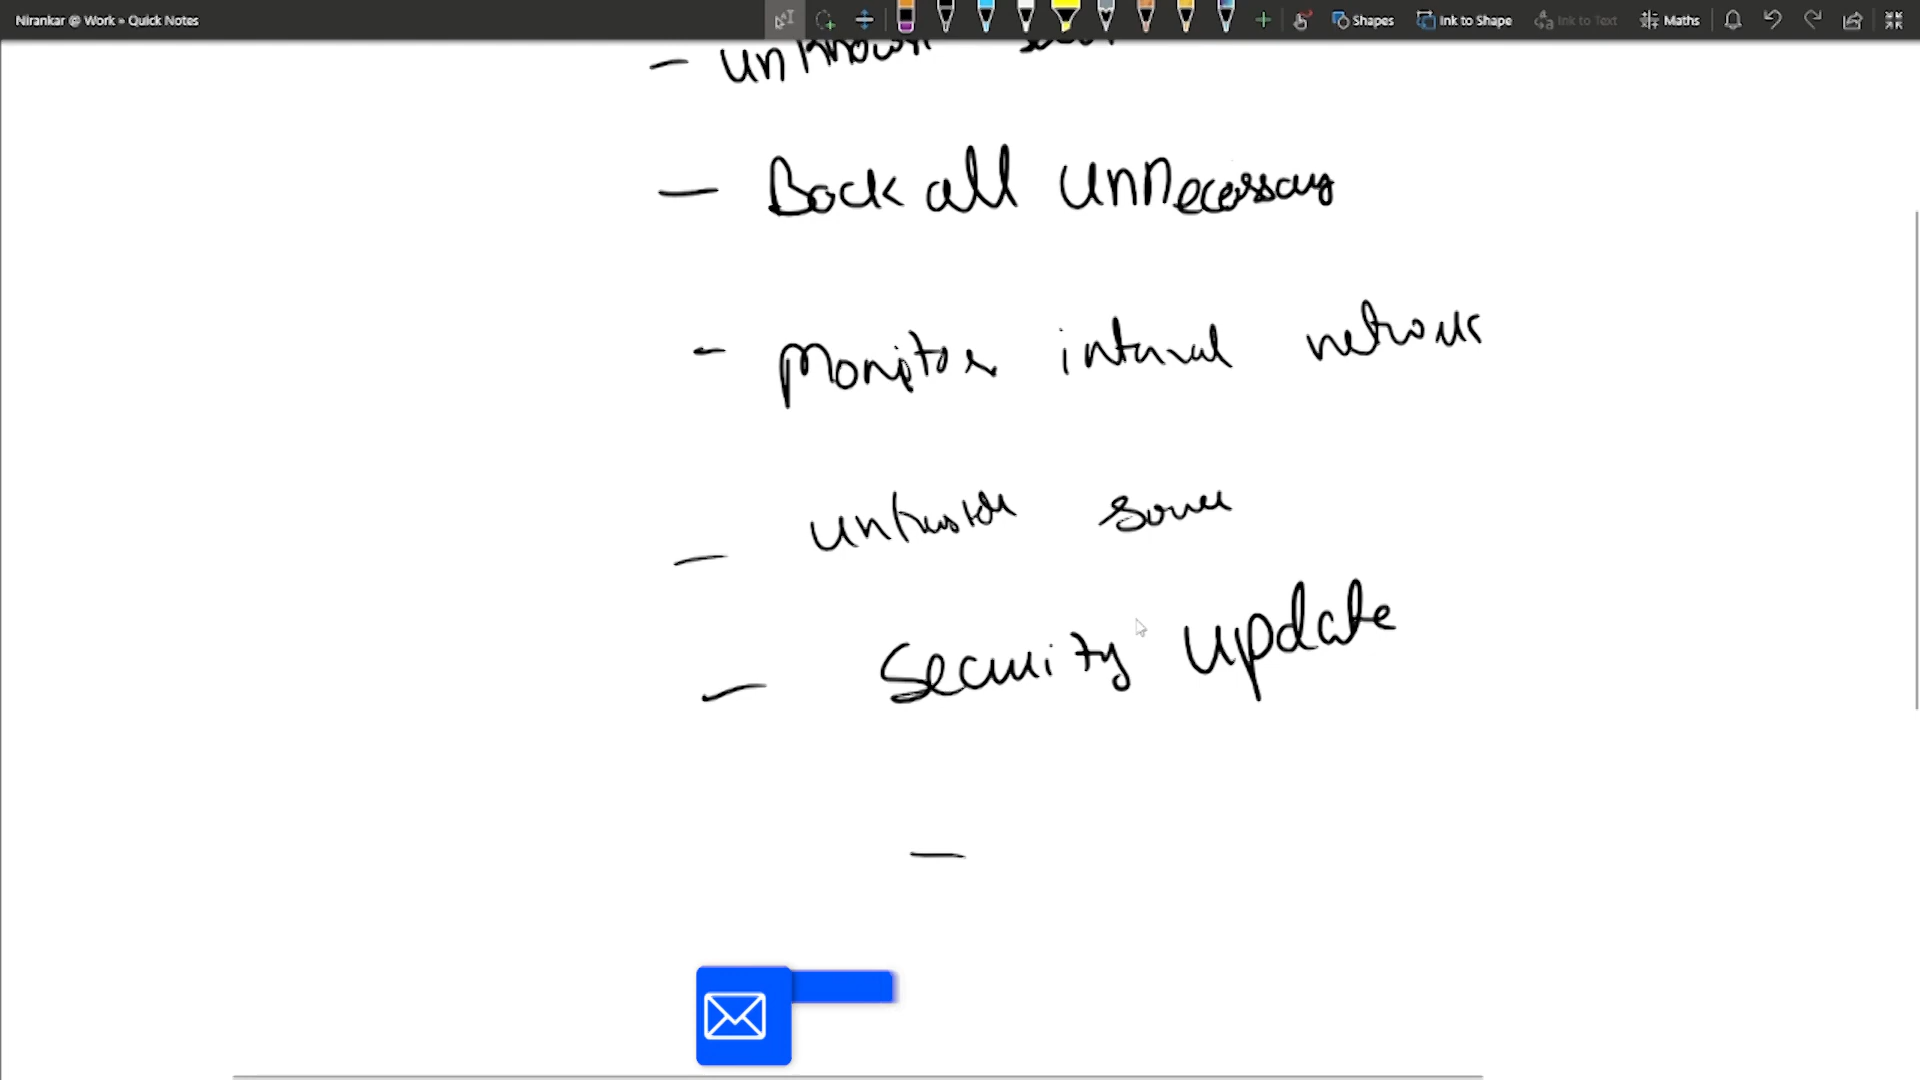 Nirankar @ Work » Quick Notes
Shapes Ink to Shape Ink to Text Maths
- unknown
- Bock all unnecessary
- Monitor internal network
- untrusted source
- Security update
-